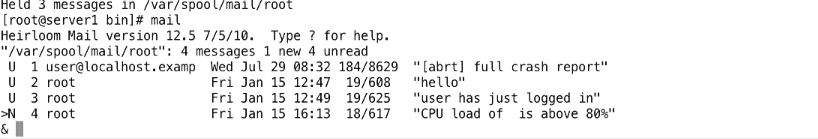 Held 3 messages in /var/spool/mail/root
[root@server1 bin]# mail
Heirloom Mail version 12.5 7/5/10.  Type ? for help.
"/var/spool/mail/root": 4 messages 1 new 4 unread
 U  1 user@localhost.examp  Wed Jul 29 08:32 184/8629  "[abrt] full crash report"
 U  2 root                  Fri Jan 15 12:47  19/608   "hello"
 U  3 root                  Fri Jan 15 12:49  19/625   "user has just logged in"
>N  4 root                  Fri Jan 15 16:13  18/617   "CPU load of  is above 80%"
&